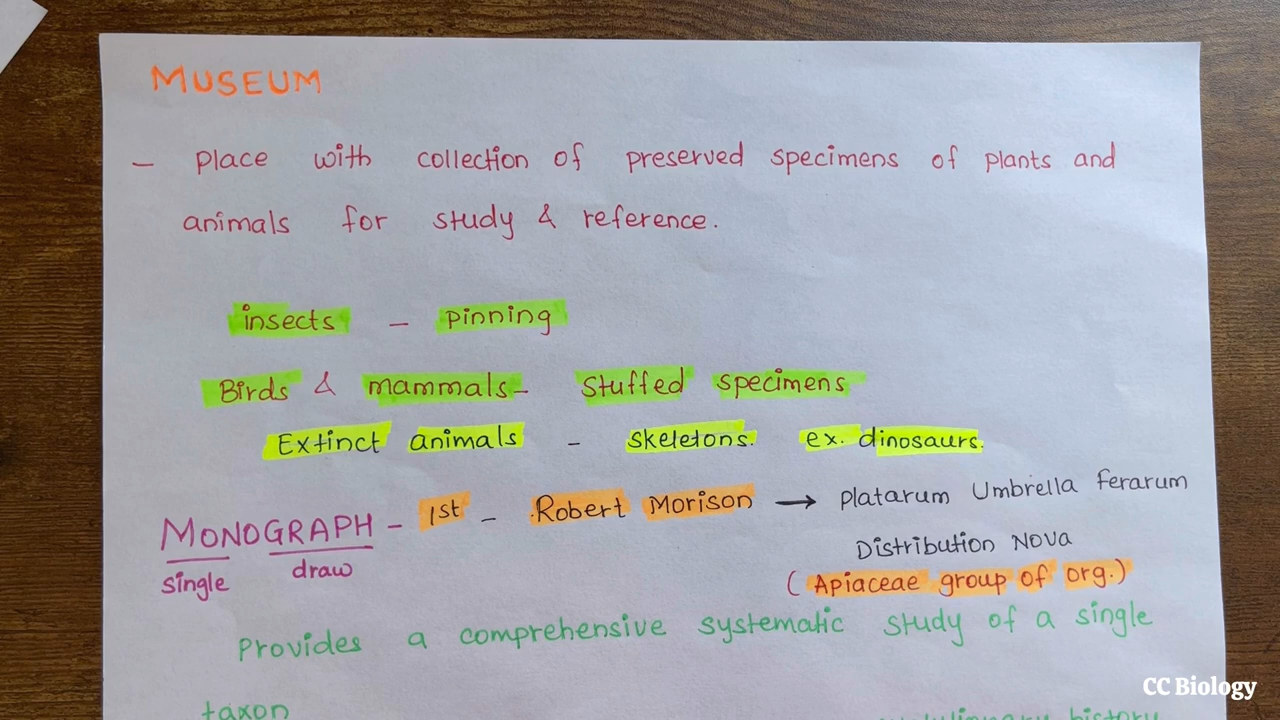 MUSEUM
- Place with collection of preserved specimens of plants and
animals for study & reference.
insects - pinning
Birds & mammals - Stuffed specimens
Extinct animals - skeletons. ex. dinosaurs.
MONOGRAPH - 1st - Robert Morison → Platarum Umbrella ferarum
single draw Distribution Nova
(Apiaceae group of org.)
Provides a comprehensive systematic study of a single
taxon history
CC Biology